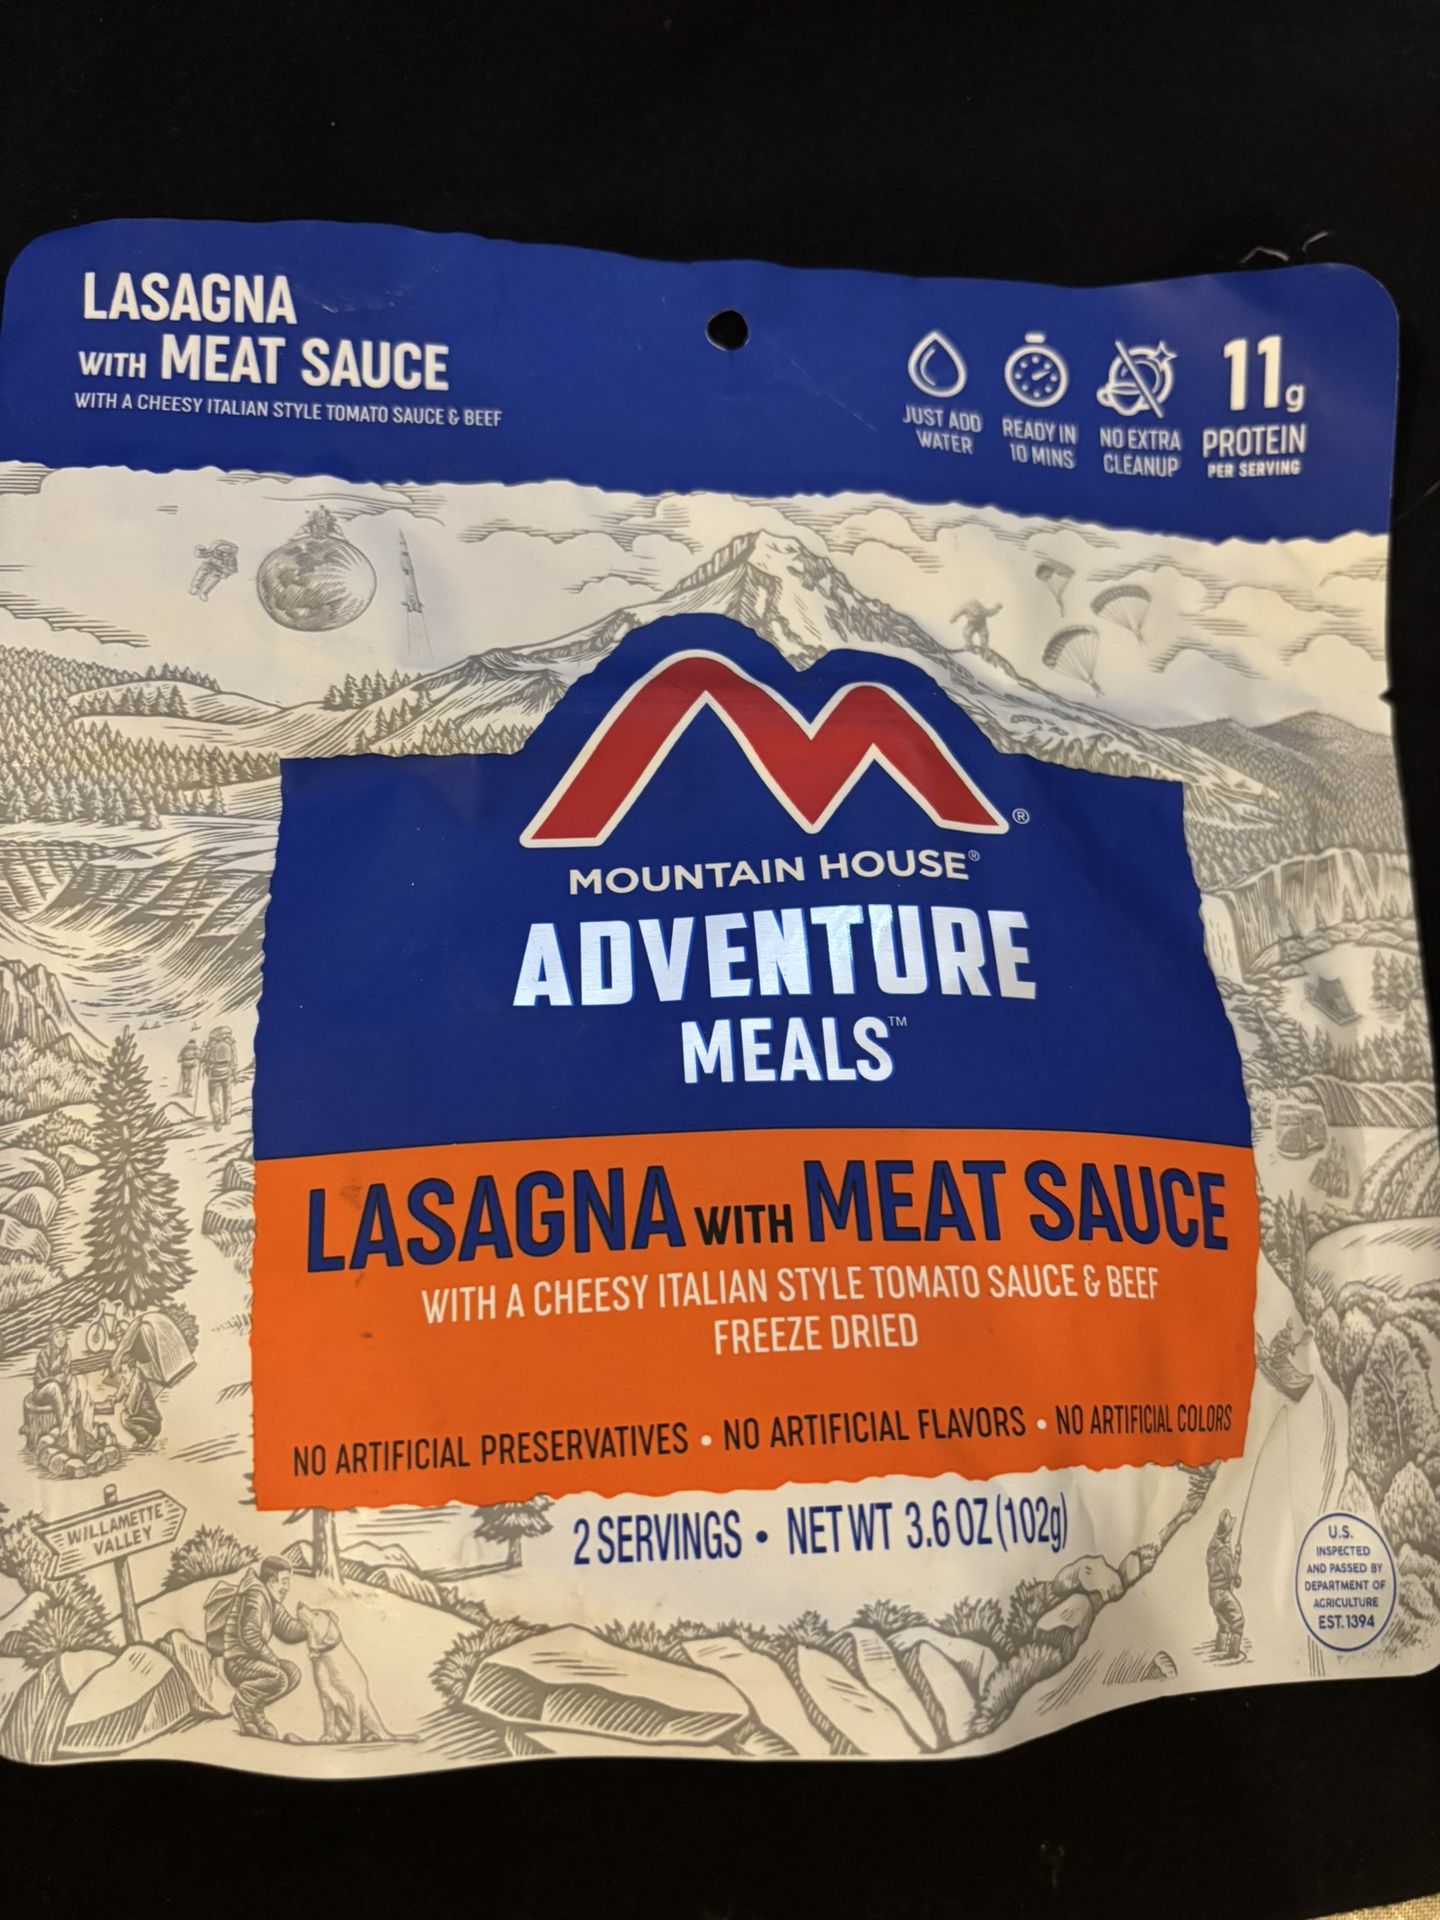 LASAGNA
WITH MEAT SAUCE
WITH A CHEESY ITALIAN STYLE TOMATO SAUCE & BEEF
JUST ADD
WATER
READY IN
10 MINS
NO EXTRA
CLEANUP
11g
PROTEIN
PER SERVING
®
MOUNTAIN HOUSE®
ADVENTURE
MEALS™
LASAGNA WITH MEAT SAUCE
WITH A CHEESY ITALIAN STYLE TOMATO SAUCE & BEEF
FREEZE DRIED
NO ARTIFICIAL PRESERVATIVES • NO ARTIFICIAL FLAVORS • NO ARTIFICIAL COLORS
2 SERVINGS • NET WT 3.6 OZ (102g)
WILLAMETTE
VALLEY
U.S.
INSPECTED
AND PASSED BY
DEPARTMENT OF
AGRICULTURE
EST. 1394